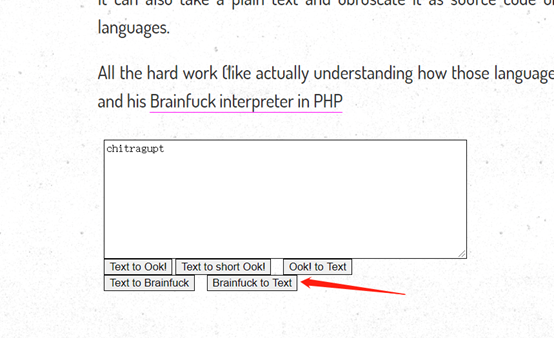 It can also take a plain text and obfuscate it as source code of
languages.
All the hard work (like actually understanding how those language
and his Brainfuck interpreter in PHP
chitragupt
Text to Ook! Text to short Ook! Ook! to Text
Text to Brainfuck Brainfuck to Text